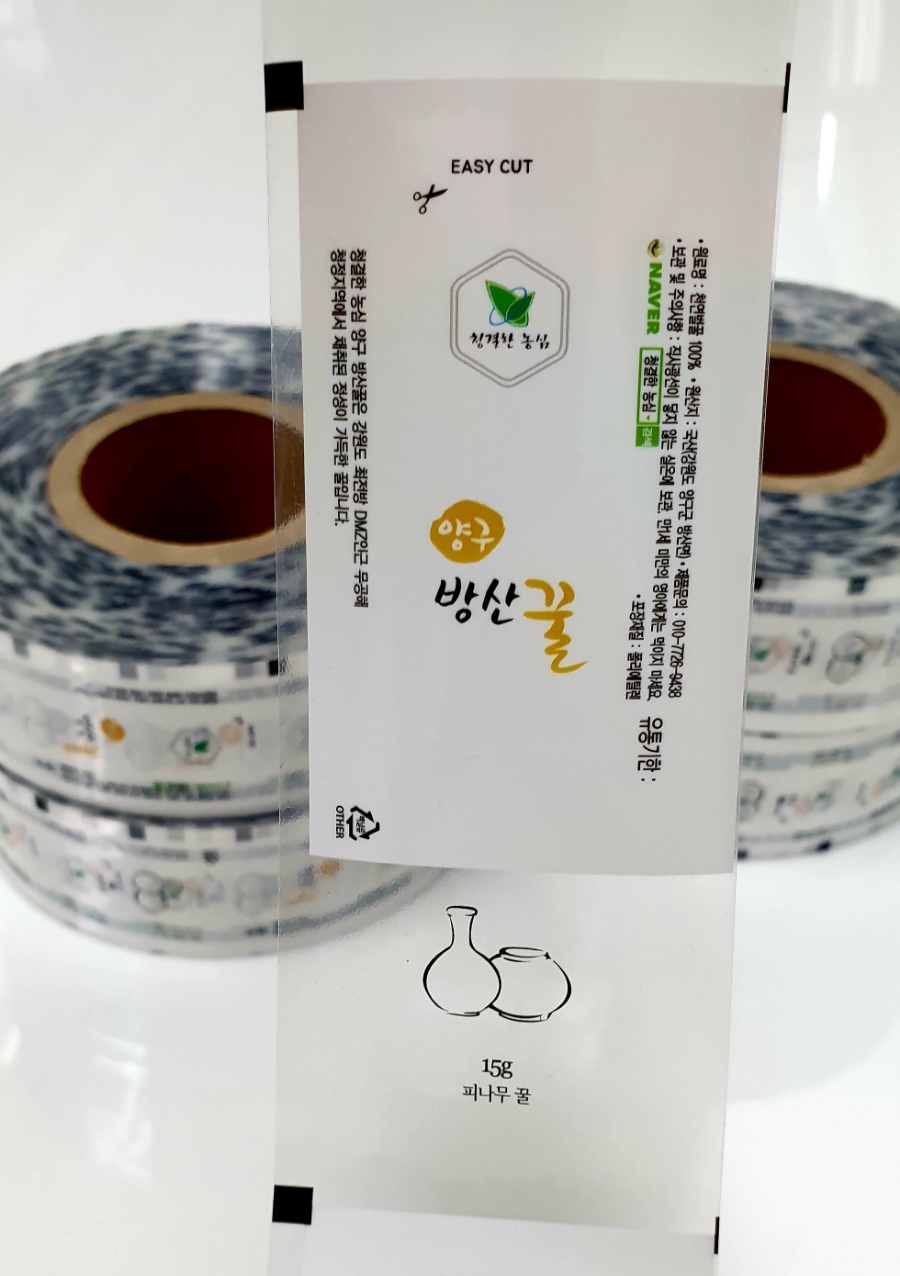 EASY CUT
청결한 농심
양구
방산꿀
청결한 농심 양구 방산꿀은 강원도 최전방 DMZ인근 무공해
청정지역에서 채취된 정성이 가득한 꿀입니다.
• 원료명 : 천연벌꿀 100% • 원산지 : 국산(강원도 양구군 방산면) • 제품문의 : 010-7726-9438
• 보관 및 주의사항 : 직사광선이 닿지 않는 실온에 보관, 만1세 미만의 영아에게는 먹이지 마세요.
• 포장재질 : 폴리에틸렌
NAVER 청결한 농심 검색
유통기한 :
OTHER
15g
피나무 꿀